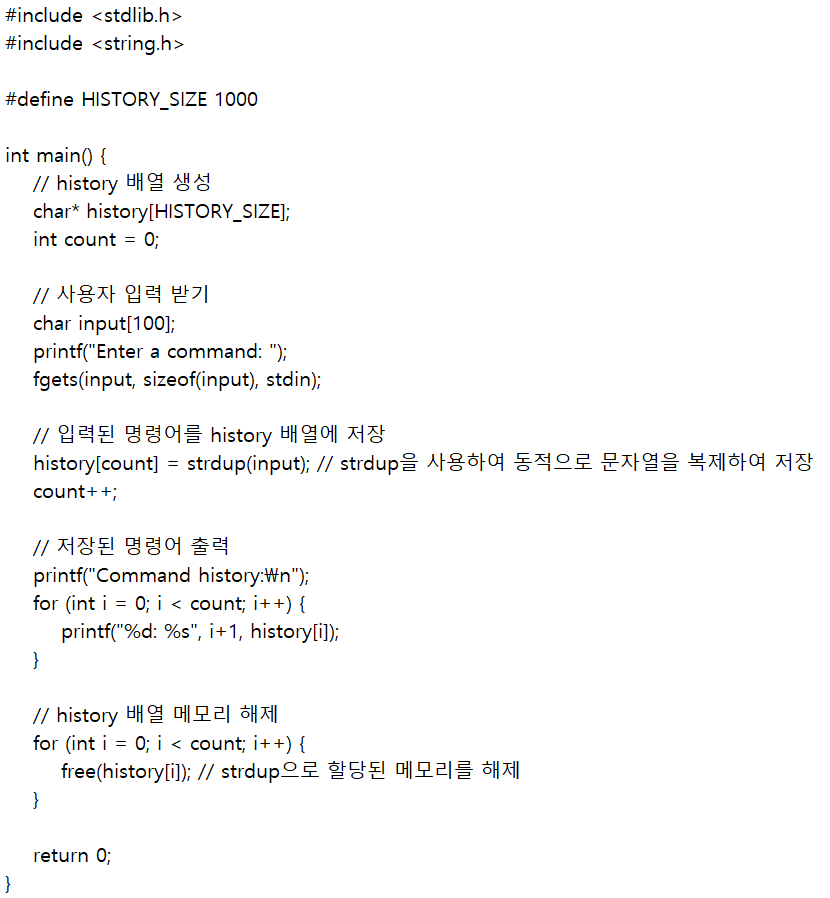 #include <stdlib.h>
#include <string.h>

#define HISTORY_SIZE 1000

int main() {
    // history 배열 생성
    char* history[HISTORY_SIZE];
    int count = 0;

    // 사용자 입력 받기
    char input[100];
    printf("Enter a command: ");
    fgets(input, sizeof(input), stdin);

    // 입력된 명령어를 history 배열에 저장
    history[count] = strdup(input); // strdup을 사용하여 동적으로 문자열을 복제하여 저장
    count++;

    // 저장된 명령어 출력
    printf("Command history:₩n");
    for (int i = 0; i < count; i++) {
        printf("%d: %s", i+1, history[i]);
    }

    // history 배열 메모리 해제
    for (int i = 0; i < count; i++) {
        free(history[i]); // strdup으로 할당된 메모리를 해제
    }

    return 0;
}